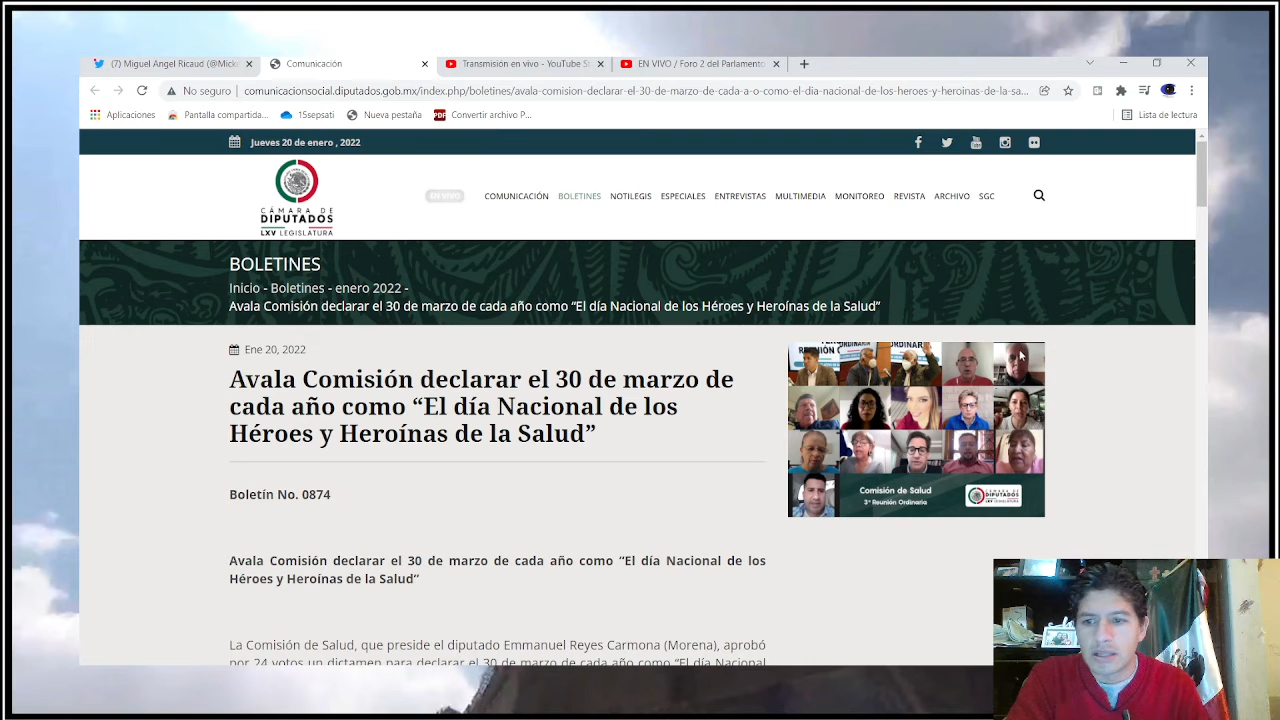 (7) Miguel Angel Ricaud (@Mick
Comunicación
Transmisión en vivo - YouTube S
EN VIVO / Foro 2 del Parlamento
No seguro
comunicacionsocial.diputados.gob.mx/index.php/boletines/avala-comision-declarar-el-30-de-marzo-de-cada-a-o-como-el-dia-nacional-de-los-heroes-y-heroinas-de-la-sa...
Aplicaciones
Pantalla compartida...
15sepsati
Nueva pestaña
PDF
Convertir archivo P...
Lista de lectura
Jueves 20 de enero , 2022
CÁMARA DE
DIPUTADOS
LXV LEGISLATURA
EN VIVO
COMUNICACIÓN
BOLETINES
NOTILEGIS
ESPECIALES
ENTREVISTAS
MULTIMEDIA
MONITOREO
REVISTA
ARCHIVO
SGC
BOLETINES
Inicio - Boletines - enero 2022 -
Avala Comisión declarar el 30 de marzo de cada año como “El día Nacional de los Héroes y Heroínas de la Salud”
Ene 20, 2022
Avala Comisión declarar el 30 de marzo de
cada año como “El día Nacional de los
Héroes y Heroínas de la Salud”
Comisión de Salud
3ª Reunión Ordinaria
CÁMARA DE
DIPUTADOS
Boletín No. 0874
Avala Comisión declarar el 30 de marzo de cada año como “El día Nacional de los
Héroes y Heroínas de la Salud”
La Comisión de Salud, que preside el diputado Emmanuel Reyes Carmona (Morena), aprobó
por 24 votos un dictamen para declarar el 30 de marzo de cada año como “El día Nacional